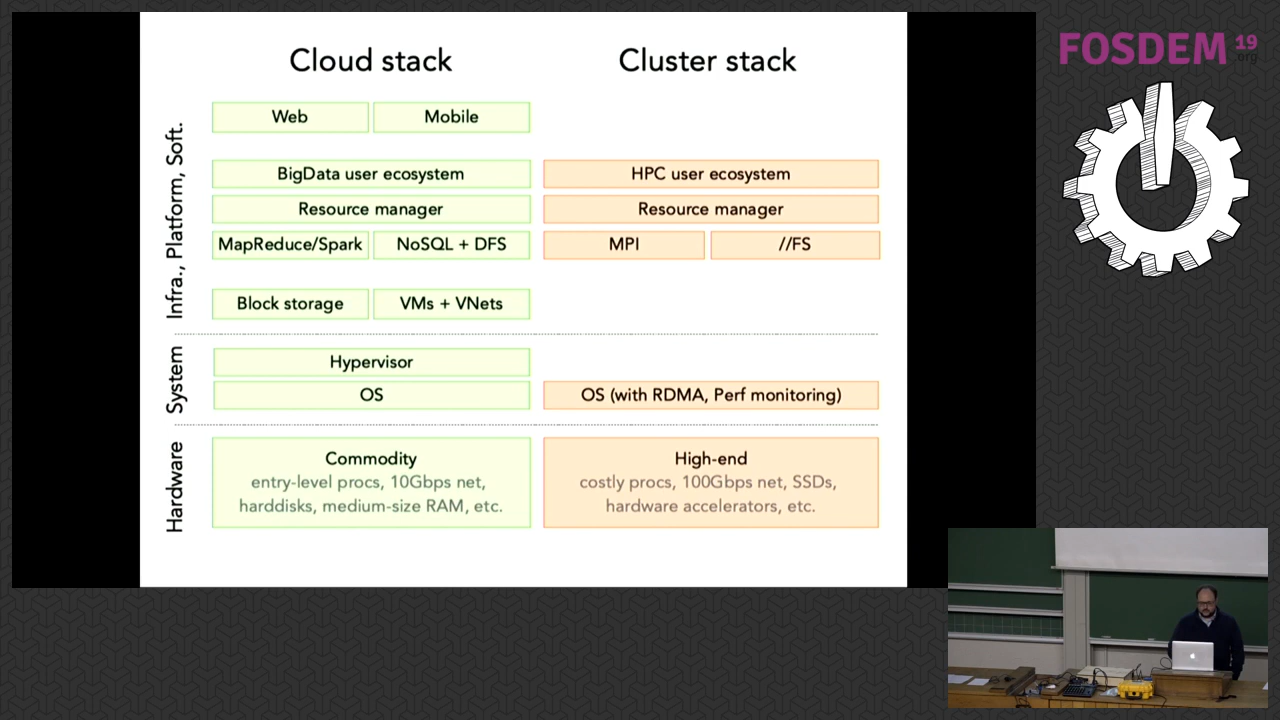 Cloud stack
Cluster stack
Infra., Platform, Soft.
Web
Mobile
BigData user ecosystem
HPC user ecosystem
Resource manager
Resource manager
MapReduce/Spark
NoSQL + DFS
MPI
//FS
Block storage
VMs + VNets
System
Hypervisor
OS
OS (with RDMA, Perf monitoring)
Hardware
Commodity
entry-level procs, 10Gbps net,
harddisks, medium-size RAM, etc.
High-end
costly procs, 100Gbps net, SSDs,
hardware accelerators, etc.
FOSDEM 19
.org